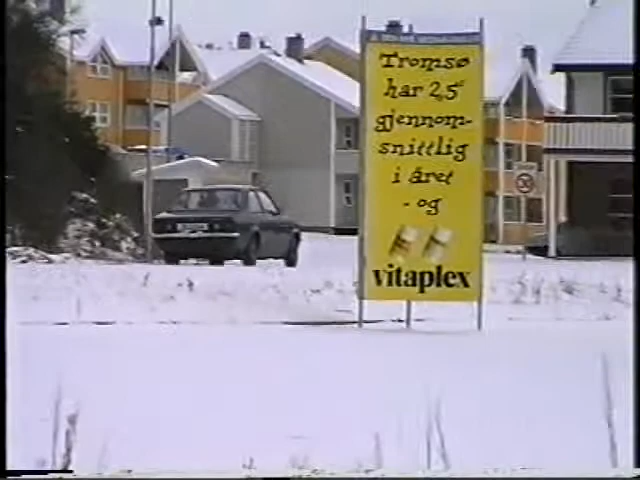 Tromsø
har 2,5°
gjennom-
snittlig
i året
- og
vitaplex